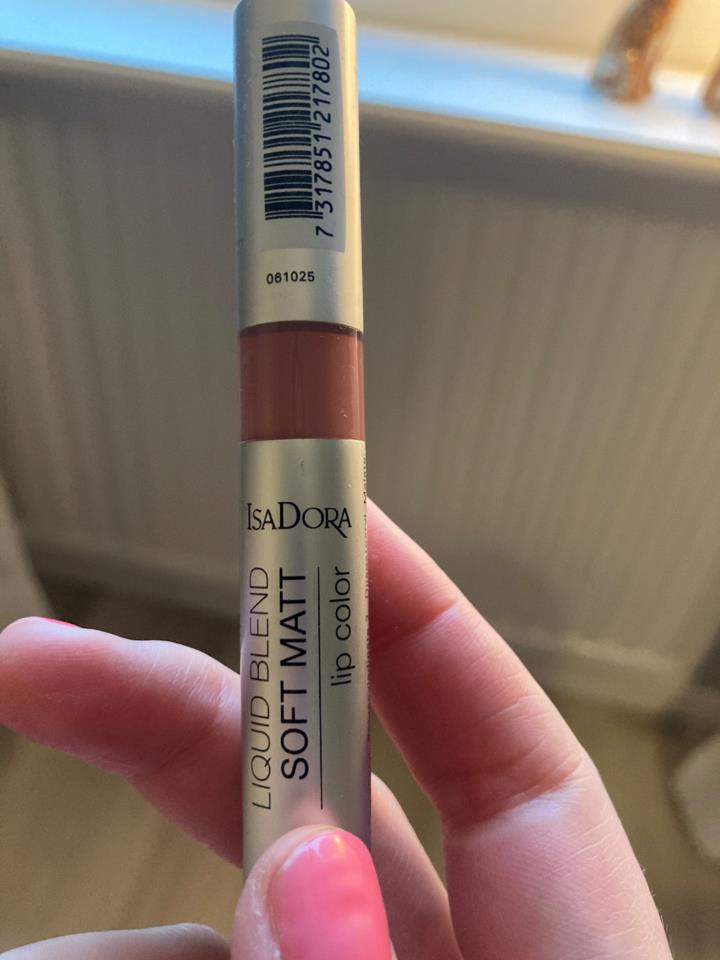 7 317851 217802
061025
ISADORA
LIQUID BLEND
SOFT MATT
lip color